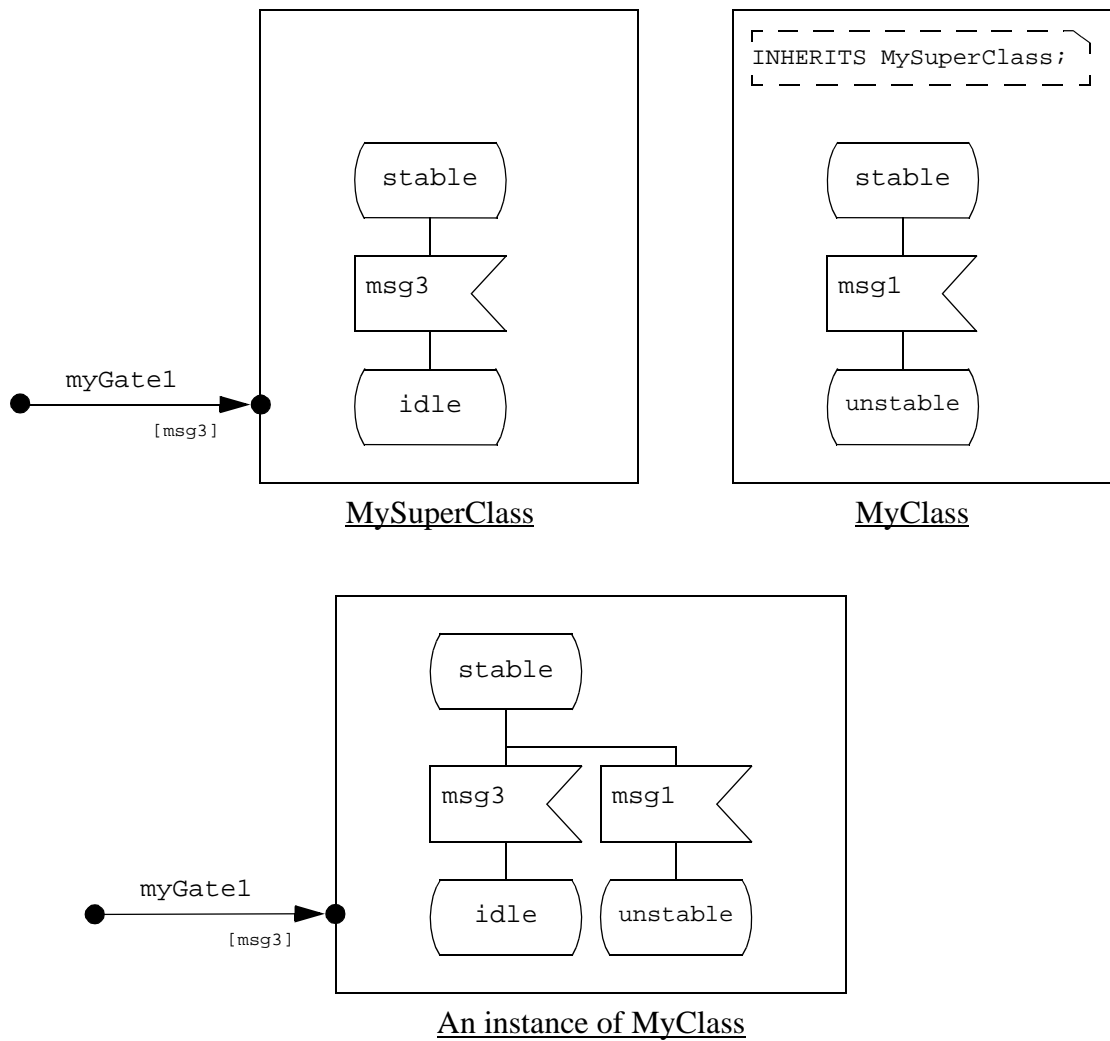 INHERITS MySuperClass;
stable
stable
msg3
msg1
myGate1
idle
unstable
[msg3]
MySuperClass
MyClass
stable
msg3
msg1
myGate1
idle
unstable
[msg3]
An instance of MyClass